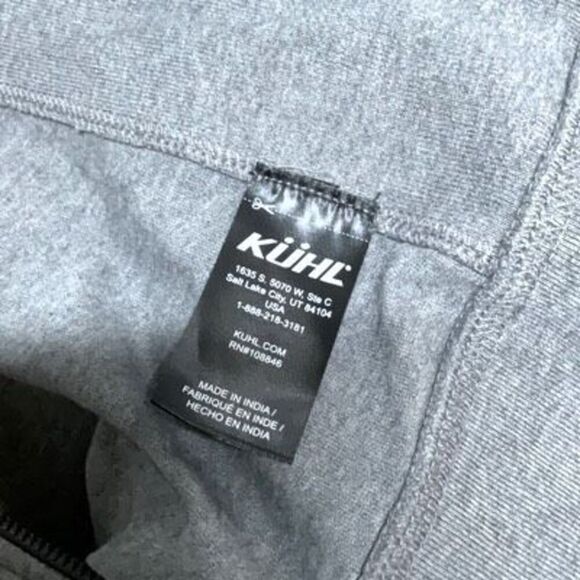 KÜHL
1635 S. 5070 W, Ste C
Salt Lake City, UT 84104
USA
1-888-218-3181
KUHL.COM
RN#108846
MADE IN INDIA /
FABRIQUÉ EN INDE /
HECHO EN INDIA